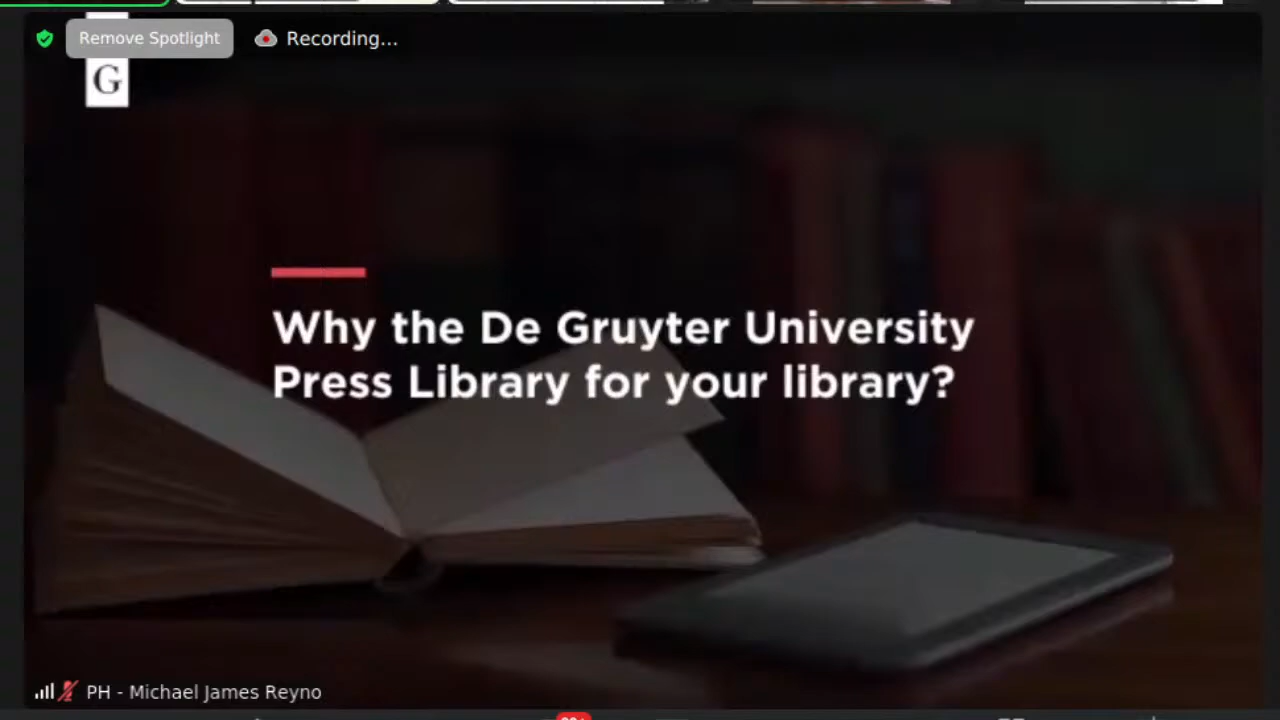 Remove Spotlight
Recording...
G
Why the De Gruyter University
Press Library for your library?
PH - Michael James Reyno